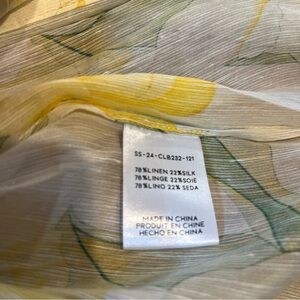 SS-24-CLB232-121
78%LINEN 22%SILK
78%LINGE 22%SOIE
78%LINO 22% SEDA
MADE IN CHINA
PRODUIT EN CHINE
HECHO EN CHINA